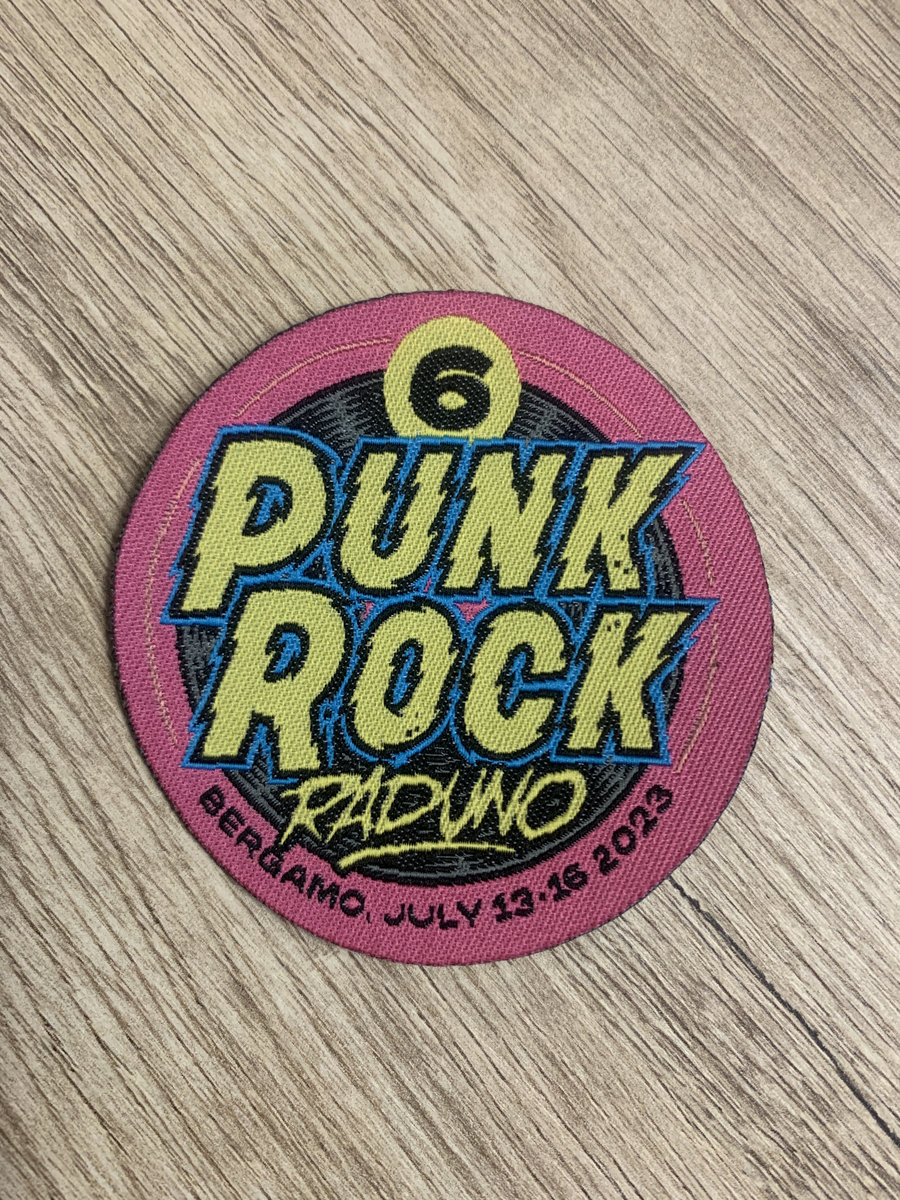 6
PUNK
ROCK
RADUNO
BERGAMO, JULY 13·16 2023